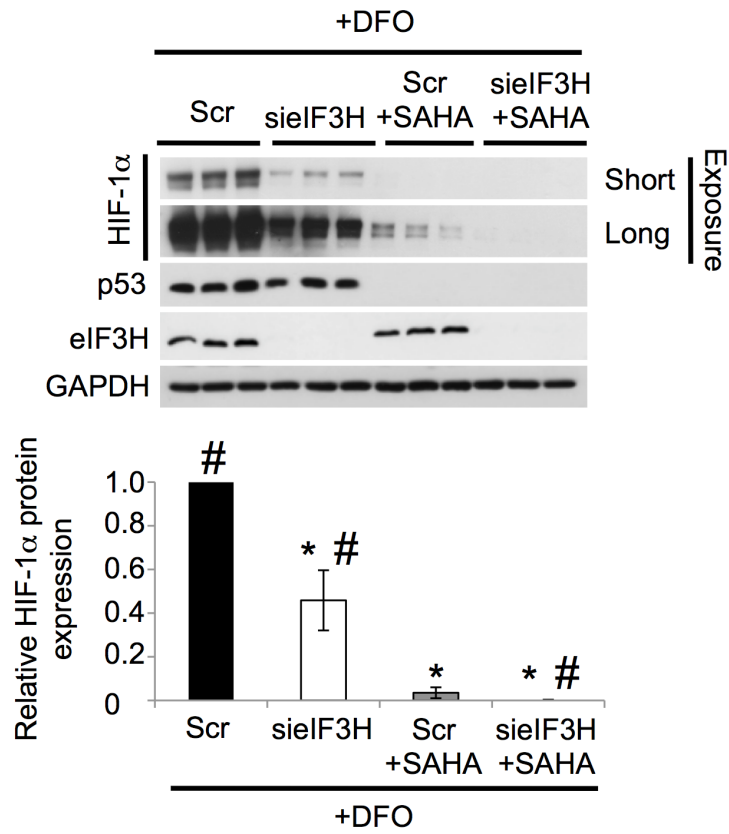 +DFO
Scr
sieIF3H
Scr
+SAHA
sieIF3H
+SAHA
HIF-1α
Short
Long
Exposure
p53
eIF3H
GAPDH
Relative HIF-1α protein
expression
1.0
0.8
0.6
0.4
0.2
0
#
* #
*
* #
Scr
sieIF3H
Scr
+SAHA
sieIF3H
+SAHA
+DFO